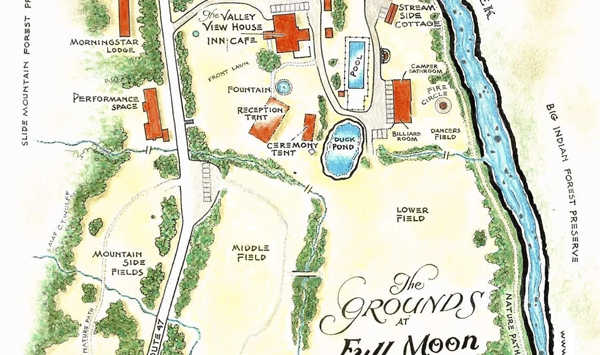 STREAM
SIDE
COTTAGE
The VALLEY
VIEW HOUSE
INN CAFE
MORNINGSTAR
LODGE
SLIDE MOUNTAIN FOREST
FRONT LAWN
POOL
CAMPER
BATHROOM
FIRE
CIRCLE
FOUNTAIN
PERFORMANCE
SPACE
RECEPTION
TENT
CEREMONY
TENT
DUCK
POND
BILLIARD
ROOM
DANCERS
FIELD
BIG INDIAN FOREST PRESERVE
LOWER
FIELD
MIDDLE
FIELD
MOUNTAIN
SIDE
FIELDS
NATURE PATH
ROUTE 47
NATURE PATH
The
GROUNDS
AT
Full Moon